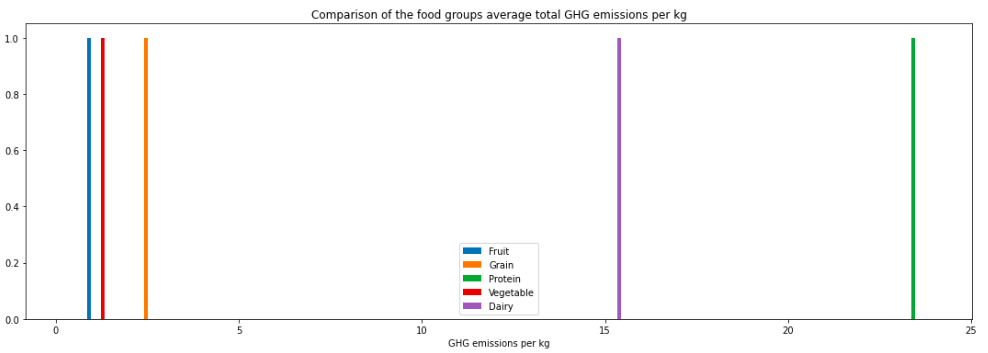 Comparison of the food groups average total GHG emissions per kg
1.0
0.8
0.6
0.4
0.2
0.0
Fruit
Grain
Protein
Vegetable
Dairy
0 5 10 15 20 25
GHG emissions per kg